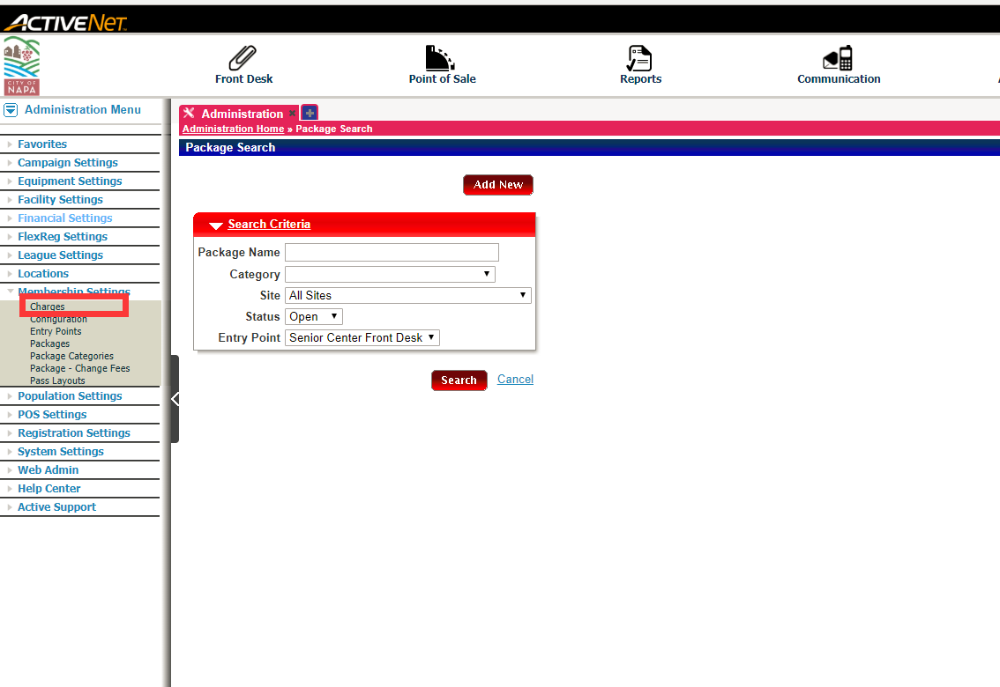 ACTIVENet
CITY OF
NAPA
Front Desk
Point of Sale
Reports
Communication
Administration Menu
Favorites
Campaign Settings
Equipment Settings
Facility Settings
Financial Settings
FlexReg Settings
League Settings
Locations
Membership Settings
Charges
Configuration
Entry Points
Packages
Package Categories
Package - Change Fees
Pass Layouts
Population Settings
POS Settings
Registration Settings
System Settings
Web Admin
Help Center
Active Support
Administration
Administration Home » Package Search
Package Search
Add New
Search Criteria
Package Name
Category
Site All Sites
Status Open
Entry Point Senior Center Front Desk
Search Cancel